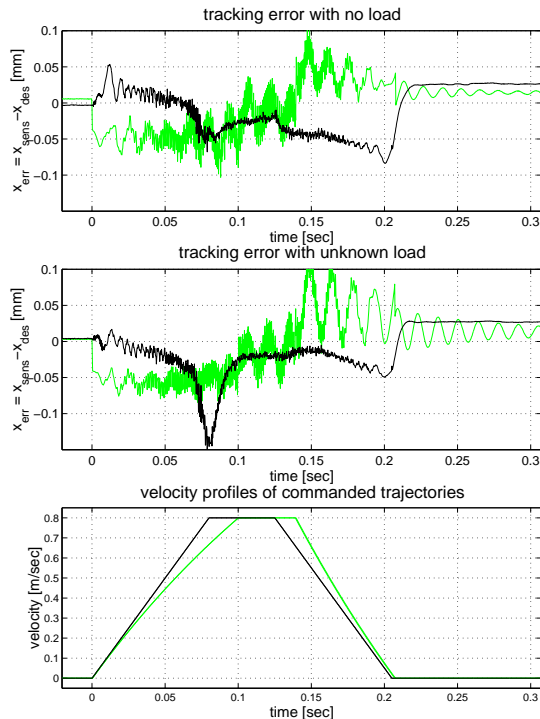 tracking error with no load
x_err = x_sens−x_des [mm]
0.1
0.05
0
−0.05
−0.1
0 0.05 0.1 0.15 0.2 0.25 0.3
time [sec]
tracking error with unknown load
x_err = x_sens−x_des [mm]
0.1
0.05
0
−0.05
−0.1
0 0.05 0.1 0.15 0.2 0.25 0.3
time [sec]
velocity profiles of commanded trajectories
velocity [m/sec]
0.8
0.7
0.6
0.5
0.4
0.3
0.2
0.1
0
0 0.05 0.1 0.15 0.2 0.25 0.3
time [sec]